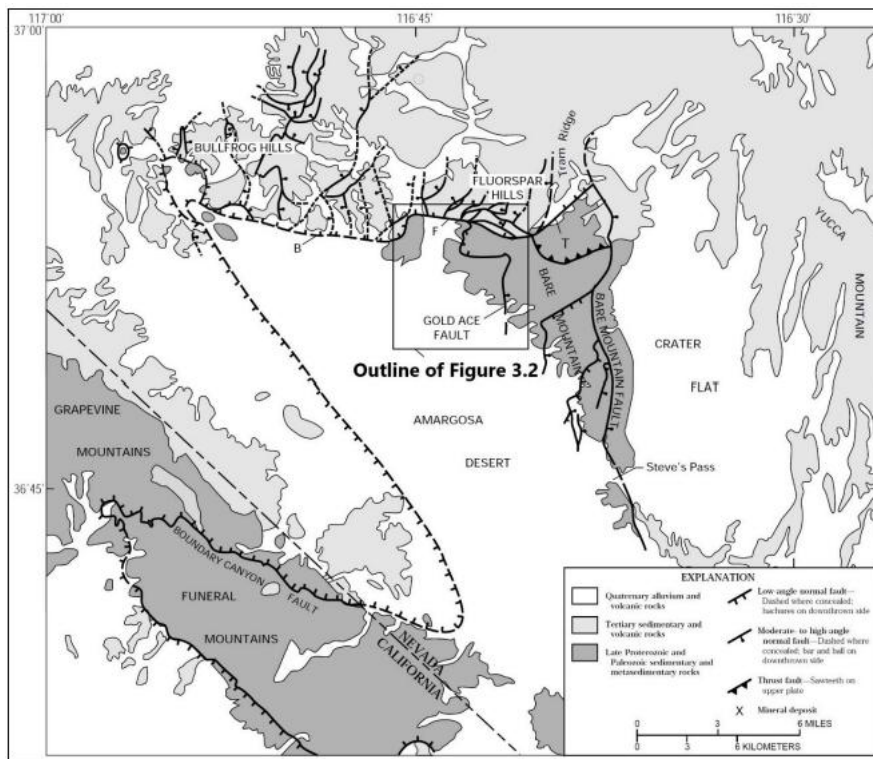 117°00'
116°45'
116°30'
37°00'
BULLFROG HILLS
Tram Ridge
FLUORSPAR
HILLS
YUCCA
MOUNTAIN
B
F
T
BARE
MOUNTAIN
BARE MOUNTAIN FAULT
GOLD ACE
FAULT
CRATER
FLAT
Outline of Figure 3.2
GRAPEVINE
MOUNTAINS
AMARGOSA
DESERT
Steve's Pass
36°45'
BOUNDARY CANYON
FAULT
FUNERAL
MOUNTAINS
NEVADA
CALIFORNIA
EXPLANATION
Quaternary alluvium and
volcanic rocks
Tertiary sedimentary and
volcanic rocks
Late Proterozoic and
Paleozoic sedimentary and
metasedimentary rocks
Low angle normal fault—
Dashed where concealed;
hachures on downthrown side
Moderate- to high angle
normal fault—Dashed where
concealed; bar and ball on
downthrown side
Thrust fault—Sawteeth on
upper plate
X Mineral deposit
0 3 6 MILES
0 3 6 KILOMETERS